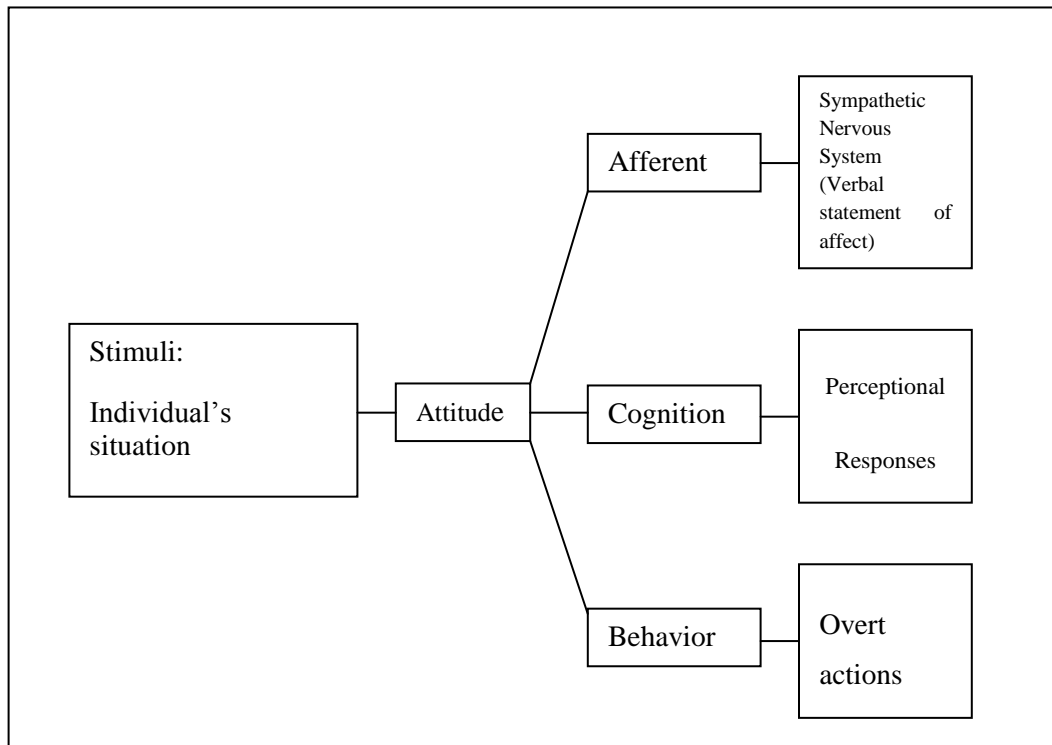 Stimuli:
Individual’s
situation
Attitude
Afferent
Sympathetic
Nervous
System
(Verbal
statement of
affect)
Cognition
Perceptional
Responses
Behavior
Overt
actions